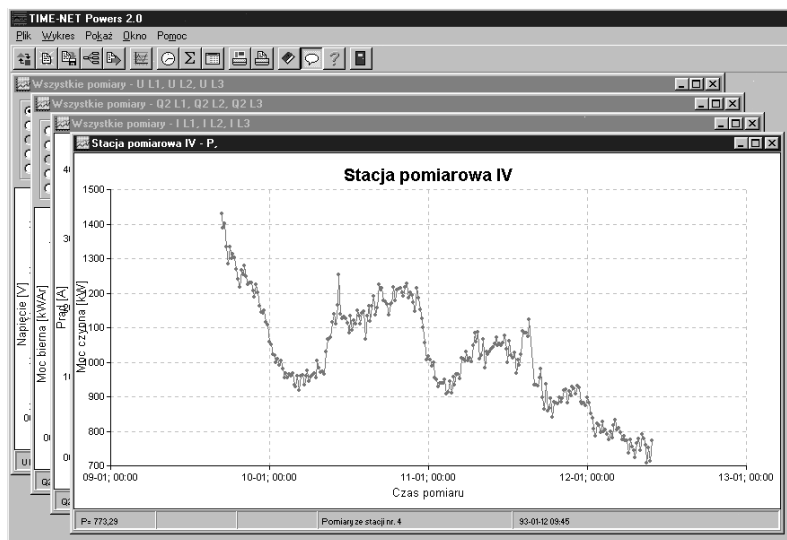 TIME-NET Powers 2.0
Plik Wykres Pokaż Okno Pomoc
Wszystkie pomiary - U L1, U L2, U L3
Wszystkie pomiary - Q2 L1, Q2 L2, Q2 L3
Wszystkie pomiary - I L1, I L2, I L3
Stacja pomiarowa IV - P,
Stacja pomiarowa IV
Napięcie [V]
Moc bierna [kVAr]
Prąd [A]
Moc czynna [kW]
1500
1400
1300
1200
1100
1000
900
800
700
09-01; 00:00 10-01; 00:00 11-01; 00:00 12-01; 00:00 13-01; 00:00
Czas pomiaru
P= 773,29 Pomiary ze stacji nr. 4 93-01-12 09:45